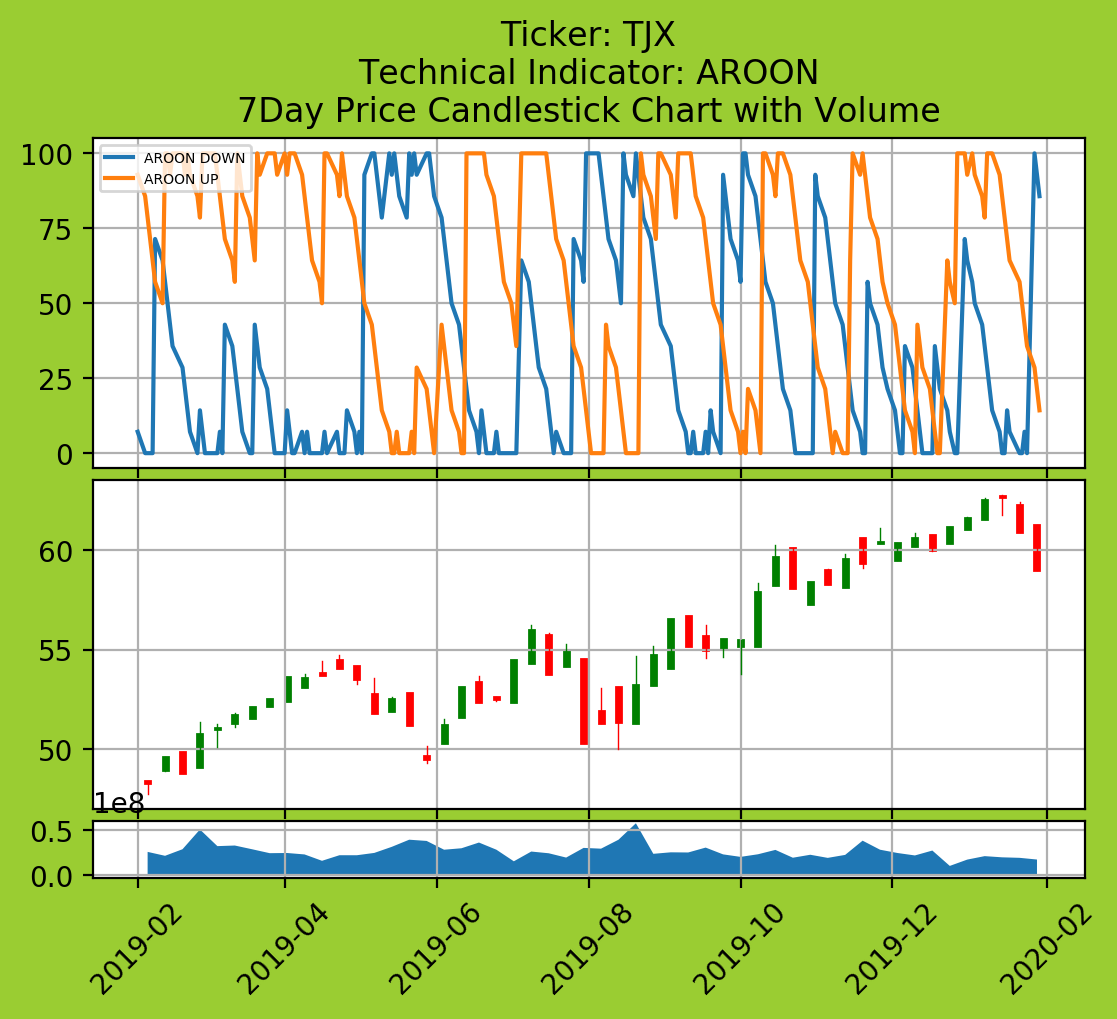 Ticker: TJX
Technical Indicator: AROON
7Day Price Candlestick Chart with Volume
AROON DOWN
AROON UP
100
75
50
25
0
60
55
50
1e8
0.5
0.0
2019-02
2019-04
2019-06
2019-08
2019-10
2019-12
2020-02